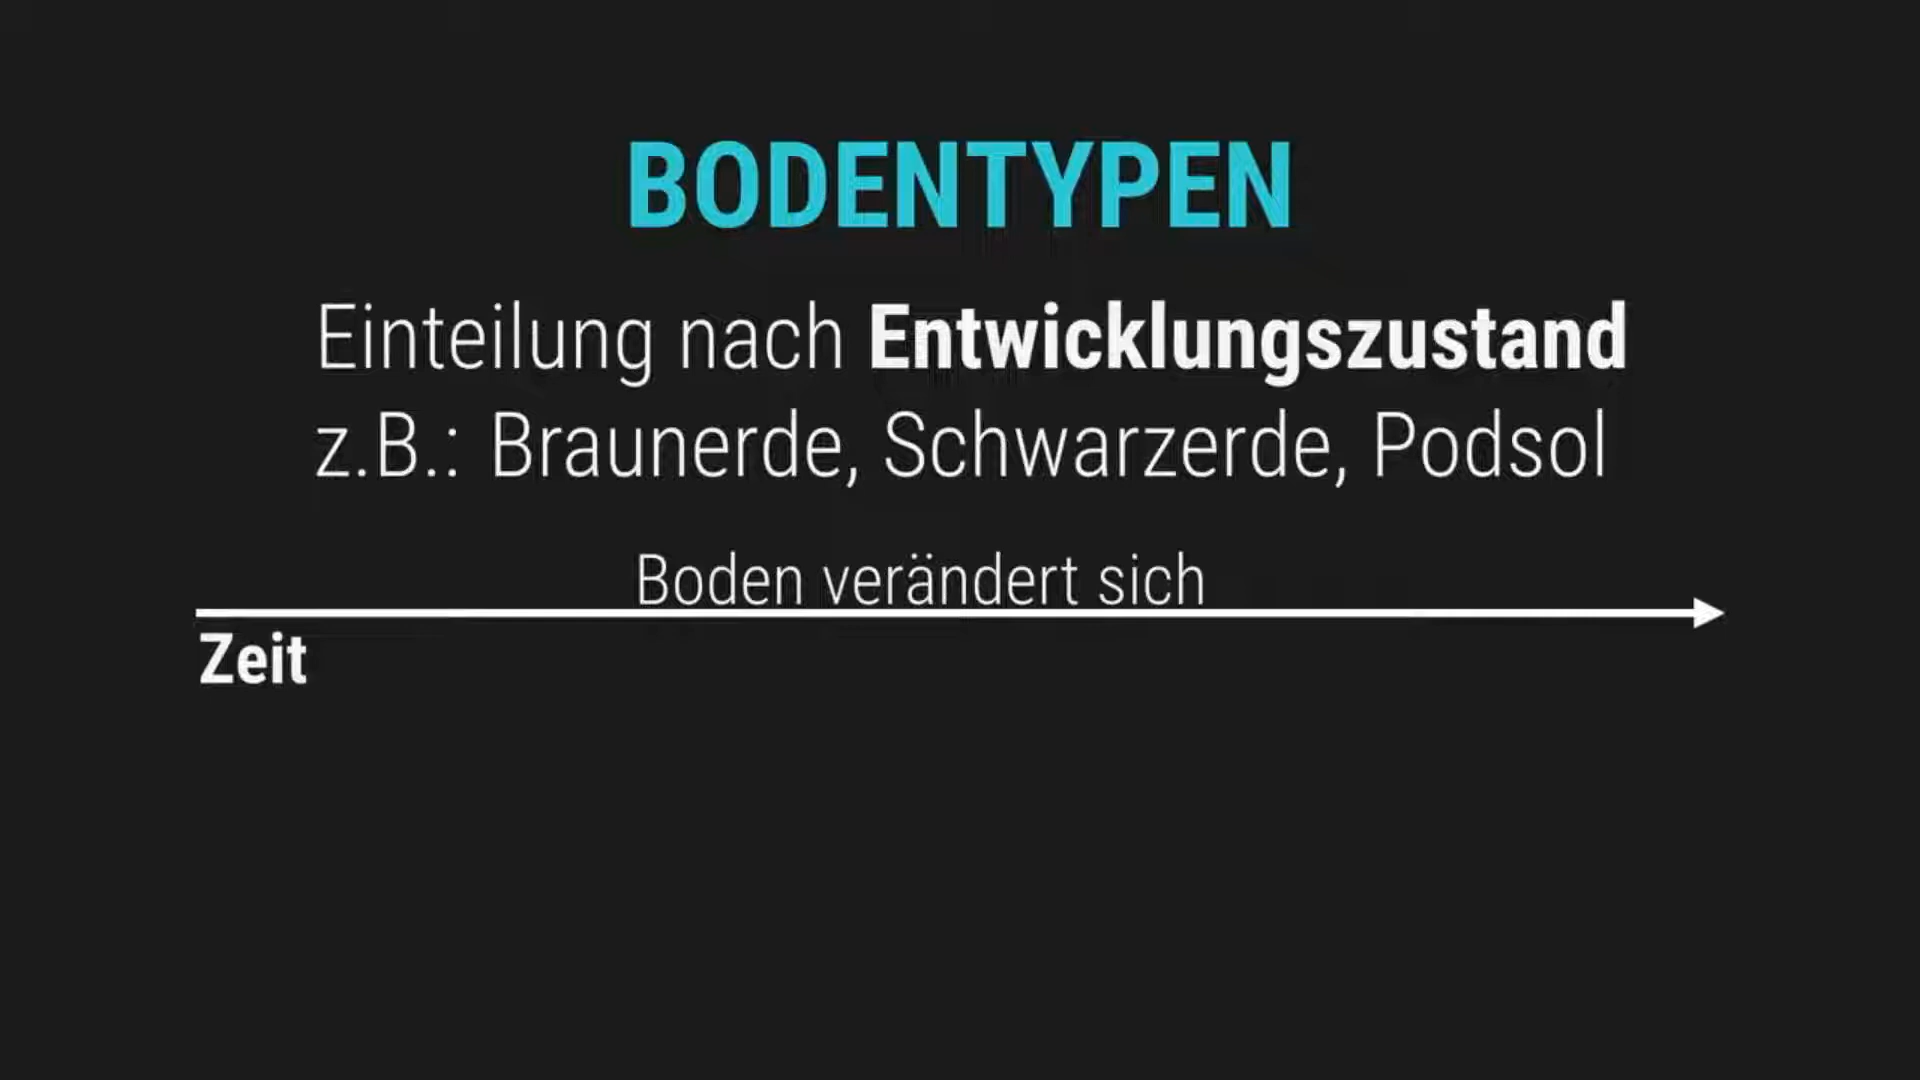 BODENTYPEN
Einteilung nach Entwicklungszustand
z.B.: Braunerde, Schwarzerde, Podsol
Boden verändert sich
Zeit